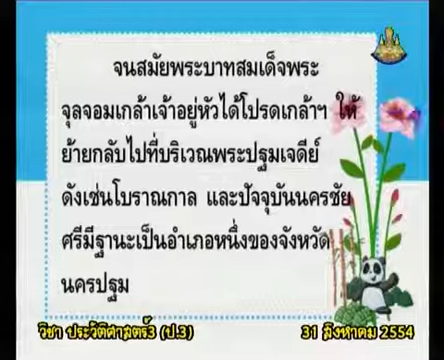 จนสมัยพระบาทสมเด็จพระ
จุลจอมเกล้าเจ้าอยู่หัวได้โปรดเกล้าฯ ให้
ย้ายกลับไปที่บริเวณพระปฐมเจดีย์
ดังเช่นโบราณกาล และปัจจุบันนครชัย
ศรีมีฐานะเป็นอำเภอหนึ่งของจังหวัด
นครปฐม
วิชา ประวัติศาสตร์3 (ป.3) 31 สิงหาคม 2554